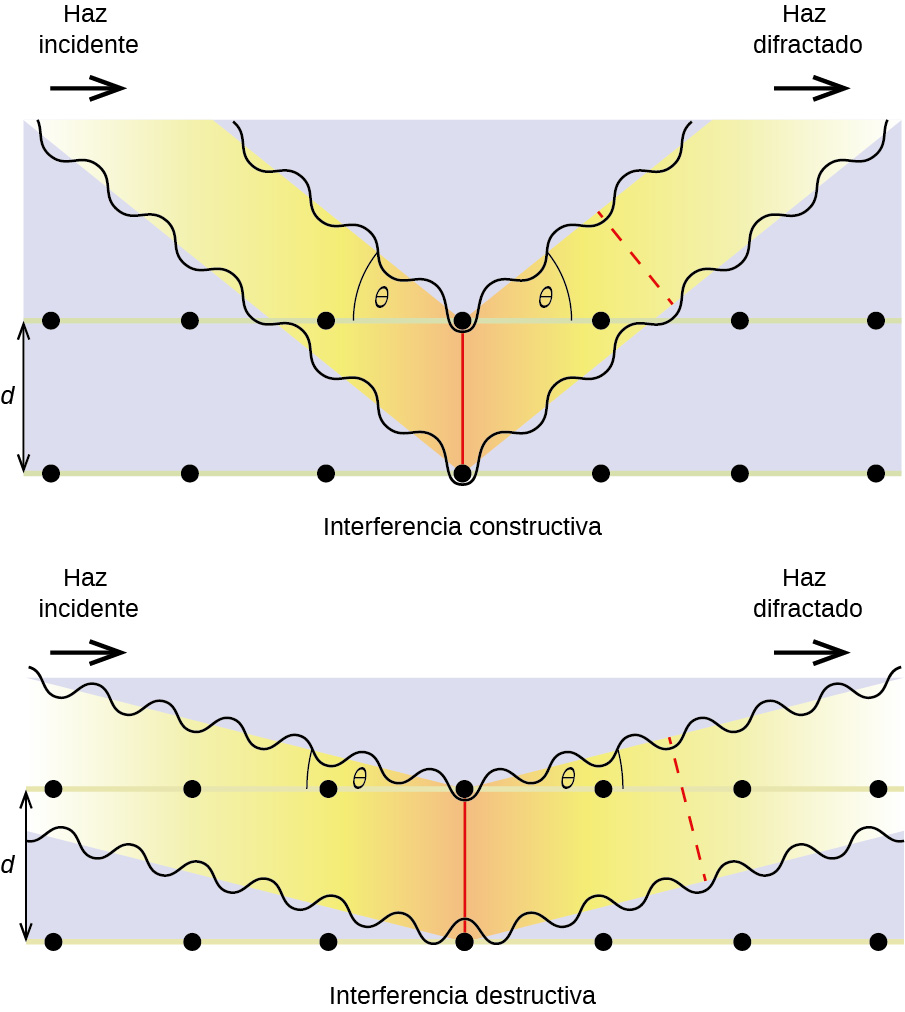 Haz
incidente
Haz
difractado
θ
θ
d
Interferencia constructiva
Haz
incidente
Haz
difractado
θ
θ
d
Interferencia destructiva